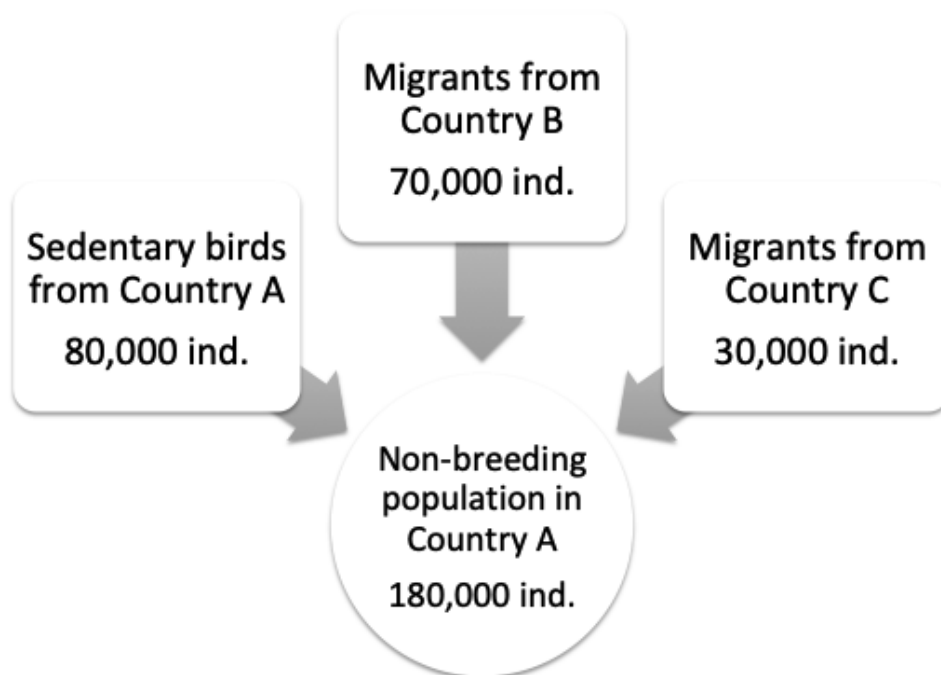 Migrants from
Country B
70,000 ind.
Sedentary birds
from Country A
80,000 ind.
Migrants from
Country C
30,000 ind.
Non-breeding
population in
Country A
180,000 ind.